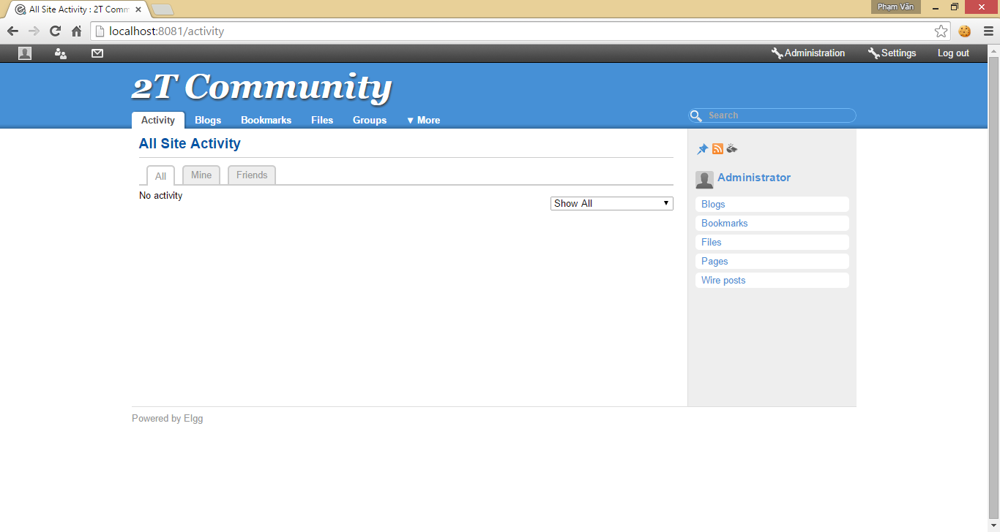 All Site Activity : 2T Comm
Phạm Văn
localhost:8081/activity
Administration Settings Log out
2T Community
Activity Blogs Bookmarks Files Groups ▼ More
Search
All Site Activity
All Mine Friends
No activity
Show All
Administrator
Blogs
Bookmarks
Files
Pages
Wire posts
Powered by Elgg